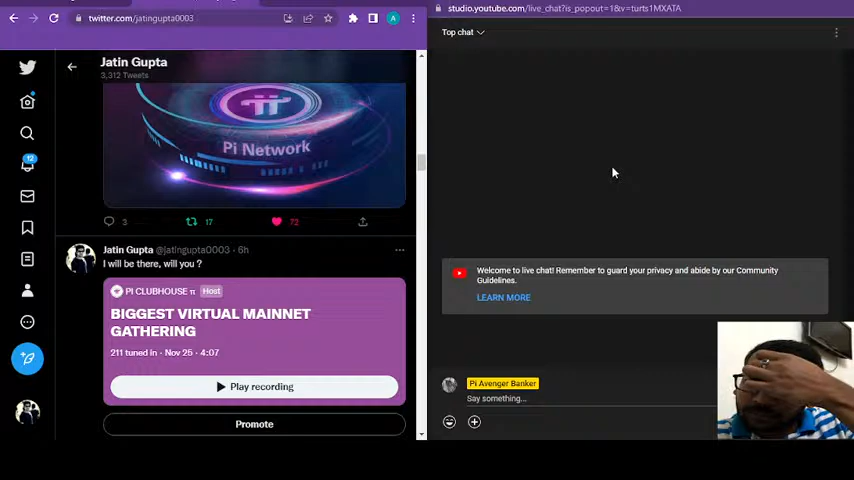 twitter.com/jatingupta0003
A
Jatin Gupta
3,312 Tweets
Pi Network
3
17
72
12
Jatin Gupta @jatingupta0003 · 6h
I will be there, will you ?
PI CLUBHOUSE π Host
BIGGEST VIRTUAL MAINNET
GATHERING
211 tuned in · Nov 25 · 4:07
Play recording
Promote
studio.youtube.com/live_chat?is_popout=1&v=turts1MXATA
Top chat
Welcome to live chat! Remember to guard your privacy and abide by our Community
Guidelines.
LEARN MORE
Pi Avenger Banker
Say something...